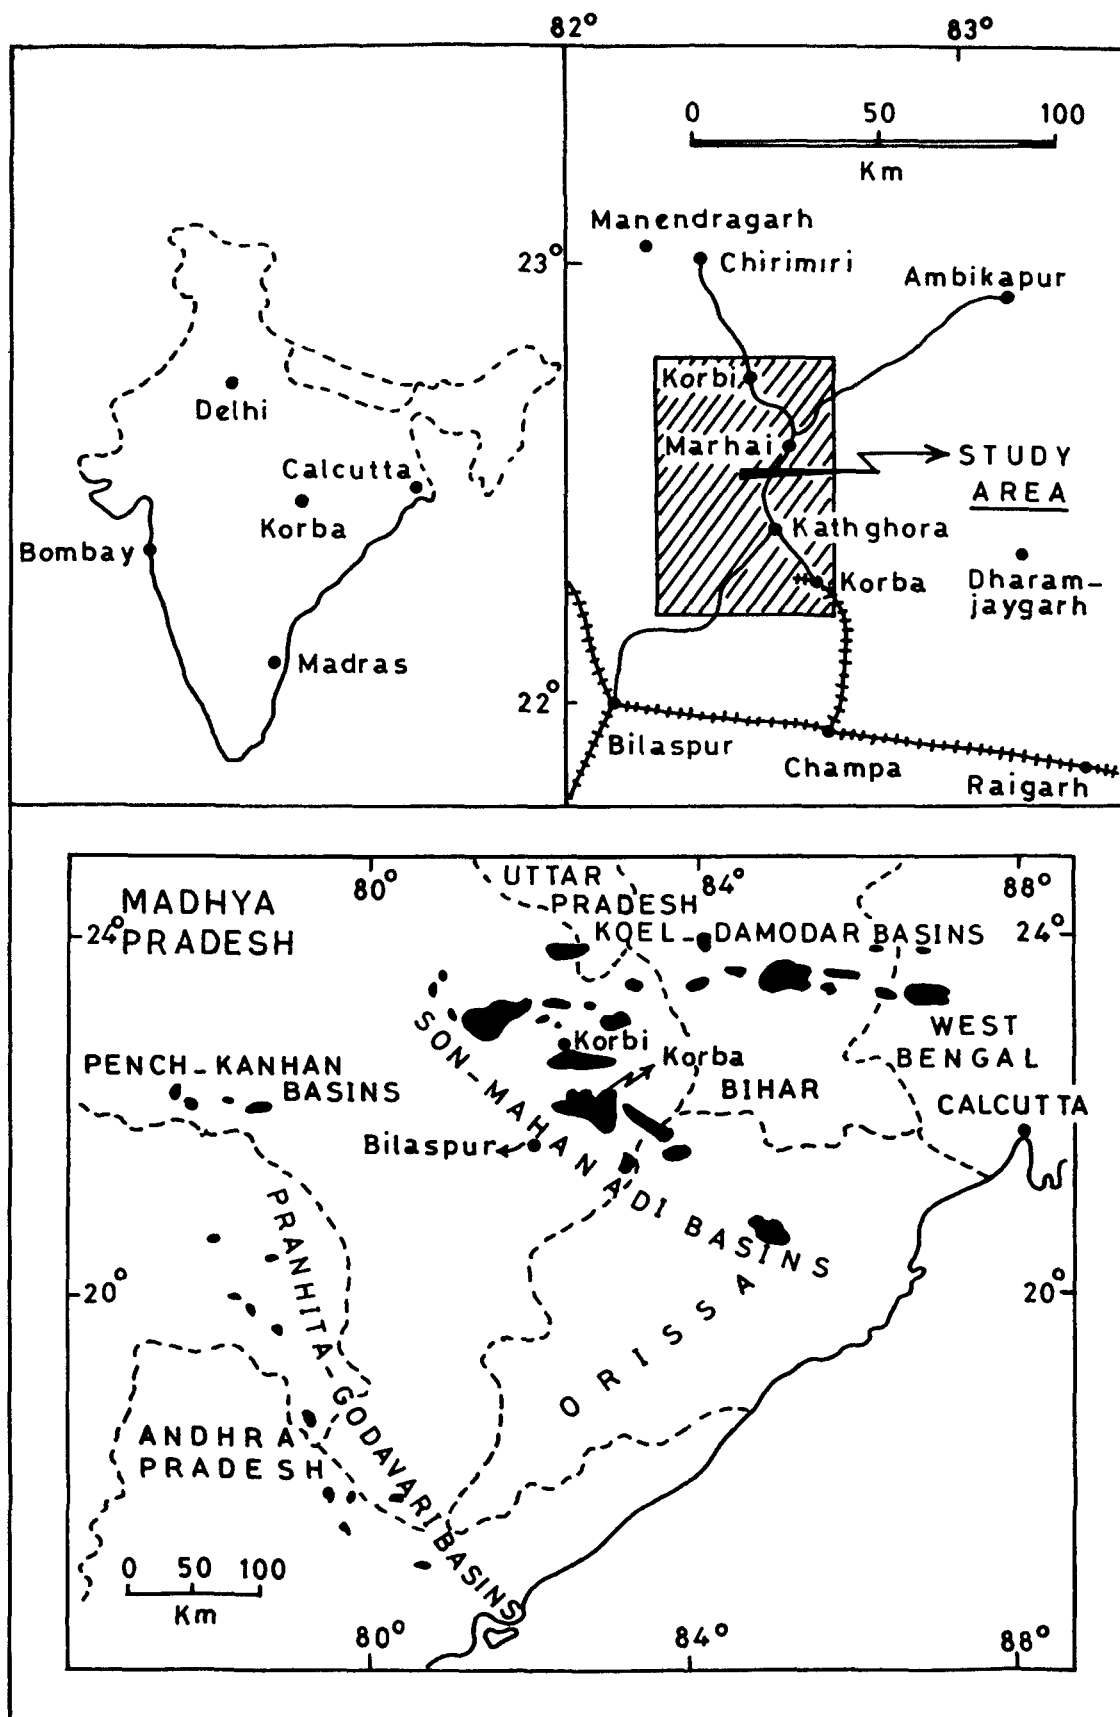 82°
83°
0 50 100
Km
Manendragarh
23°
Chirimiri
Ambikapur
Korbi
Delhi
Marhai
STUDY
AREA
Calcutta
Korba
Kathghora
Bombay
Korba
Dharam-
jaygarh
Madras
22°
Bilaspur
Champa
Raigarh
80°
84°
88°
MADHYA
PRADESH
UTTAR
PRADESH
24°
KOEL-DAMODAR BASINS
24°
WEST
BENGAL
Korbi
Korba
PENCH-KANHAN
BASINS
BIHAR
CALCUTTA
Bilaspur
SON-MAHANADI BASINS
PRANHITA-GODAVARI BASINS
20°
20°
ORISSA
ANDHRA
PRADESH
0 50 100
Km
80°
84°
88°